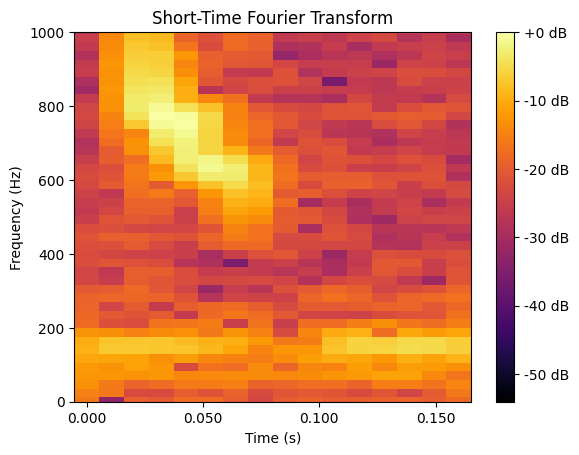 Short-Time Fourier Transform
1000
800
600
400
200
0
Frequency (Hz)
0.000
0.050
0.100
0.150
Time (s)
+0 dB
-10 dB
-20 dB
-30 dB
-40 dB
-50 dB